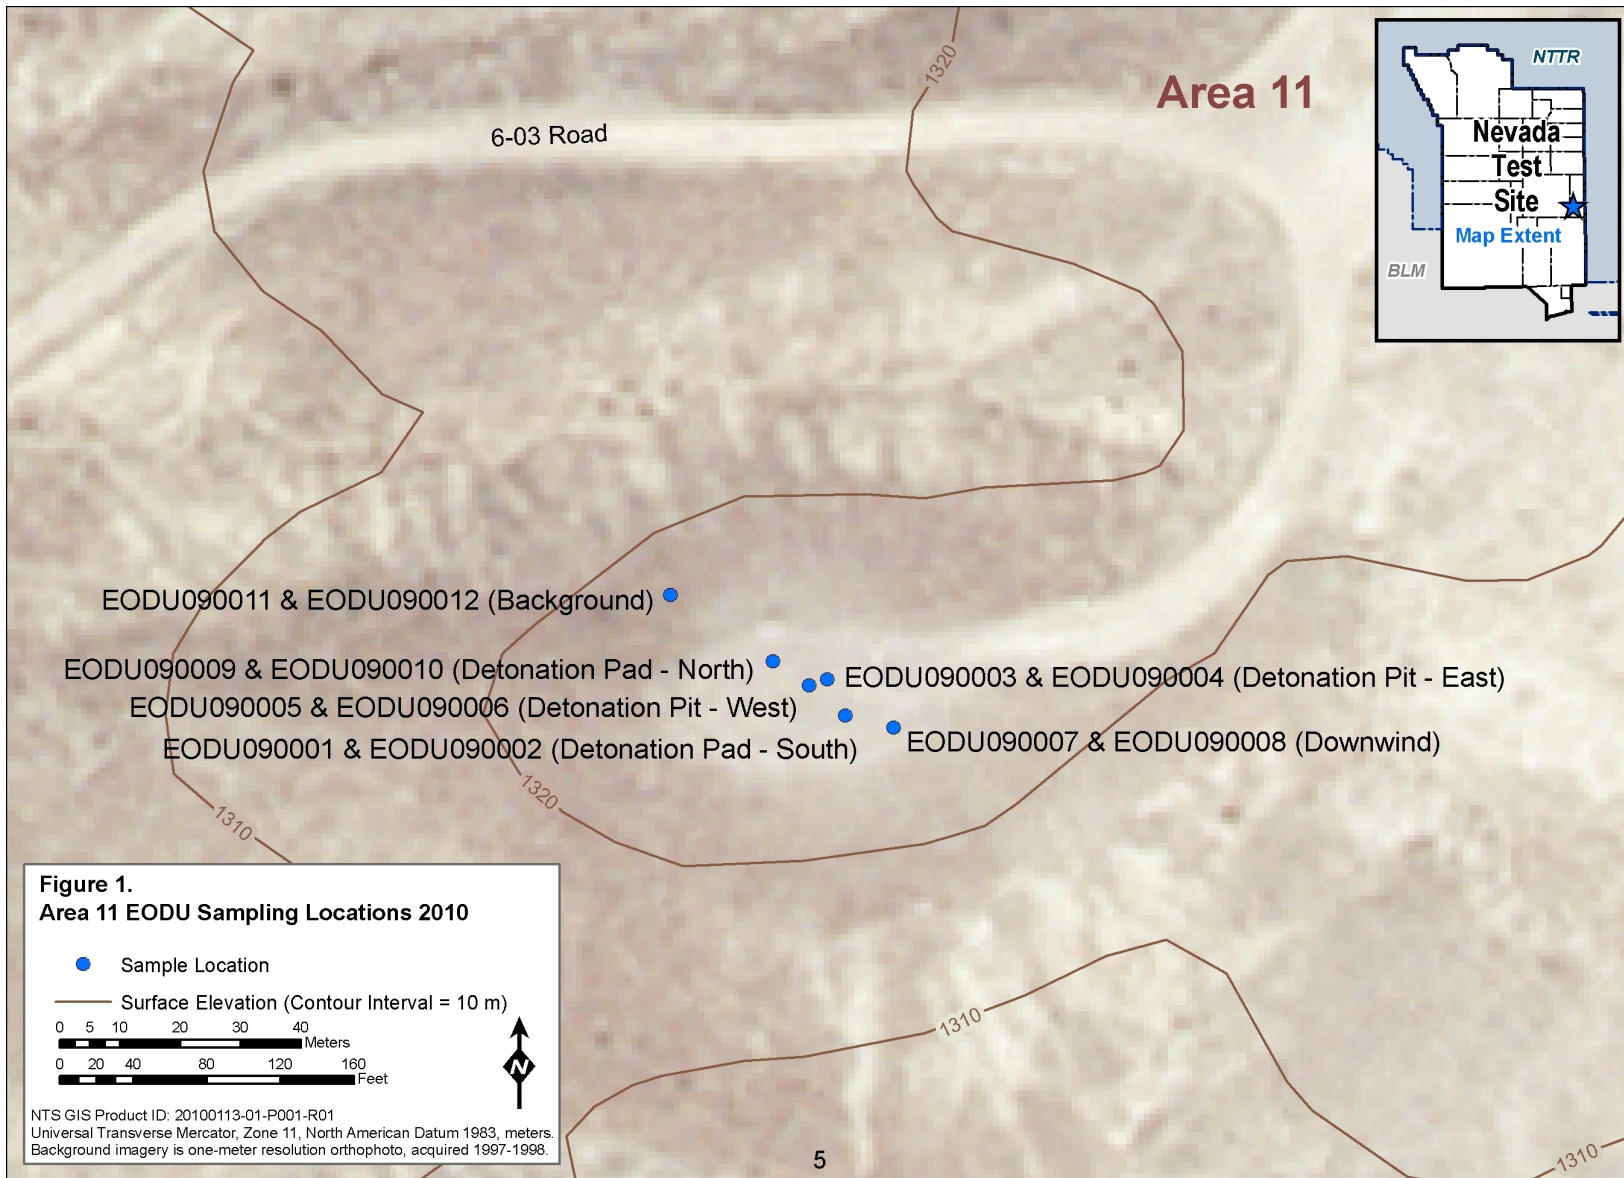 Area 11
NTTR
Nevada
Test
Site
Map Extent
BLM
1320
6-03 Road
EODU090011 & EODU090012 (Background)
EODU090009 & EODU090010 (Detonation Pad - North)
EODU090003 & EODU090004 (Detonation Pit - East)
EODU090005 & EODU090006 (Detonation Pit - West)
EODU090001 & EODU090002 (Detonation Pad - South)
EODU090007 & EODU090008 (Downwind)
1310
1320
Figure 1.
Area 11 EODU Sampling Locations 2010
Sample Location
Surface Elevation (Contour Interval = 10 m)
0 5 10 20 30 40
Meters
0 20 40 80 120 160
Feet
N
NTS GIS Product ID: 20100113-01-P001-R01
Universal Transverse Mercator, Zone 11, North American Datum 1983, meters.
Background imagery is one-meter resolution orthophoto, acquired 1997-1998.
1310
1310
5